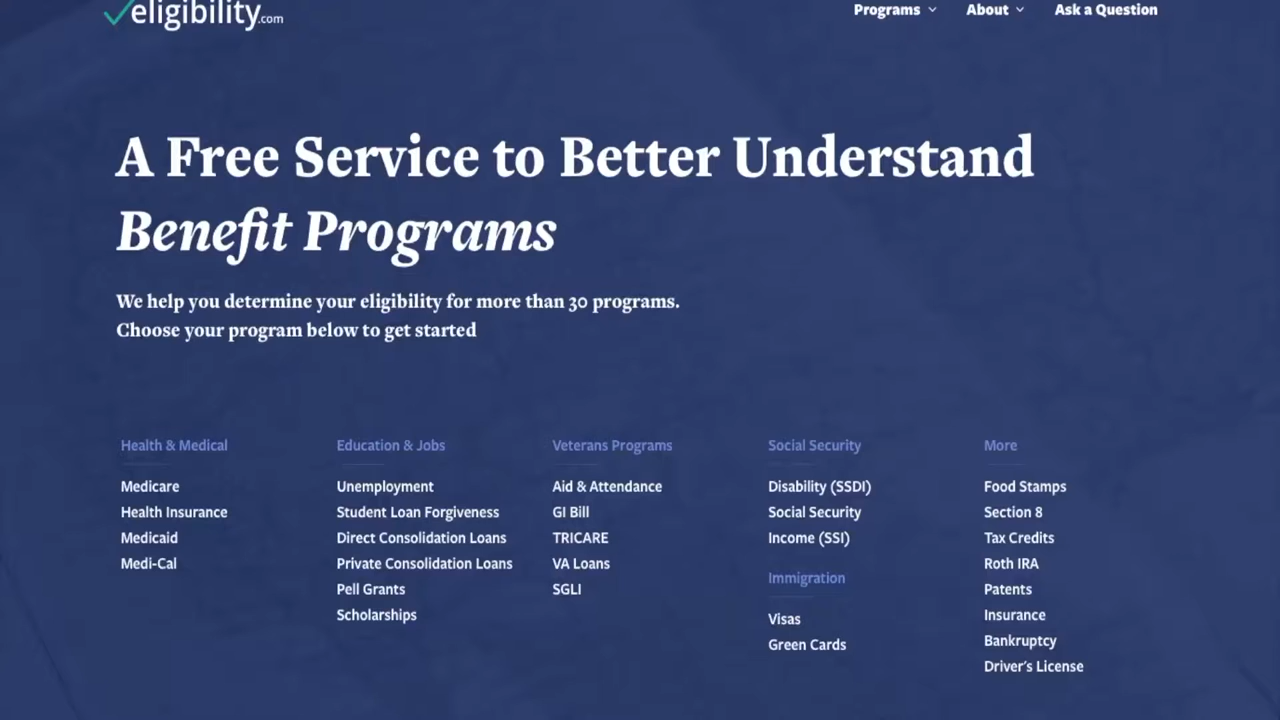 eligibility.com
Programs
About
Ask a Question
A Free Service to Better Understand
Benefit Programs
We help you determine your eligibility for more than 30 programs.
Choose your program below to get started
Health & Medical
Medicare
Health Insurance
Medicaid
Medi-Cal
Education & Jobs
Unemployment
Student Loan Forgiveness
Direct Consolidation Loans
Private Consolidation Loans
Pell Grants
Scholarships
Veterans Programs
Aid & Attendance
GI Bill
TRICARE
VA Loans
SGLI
Social Security
Disability (SSDI)
Social Security
Income (SSI)
Immigration
Visas
Green Cards
More
Food Stamps
Section 8
Tax Credits
Roth IRA
Patents
Insurance
Bankruptcy
Driver's License